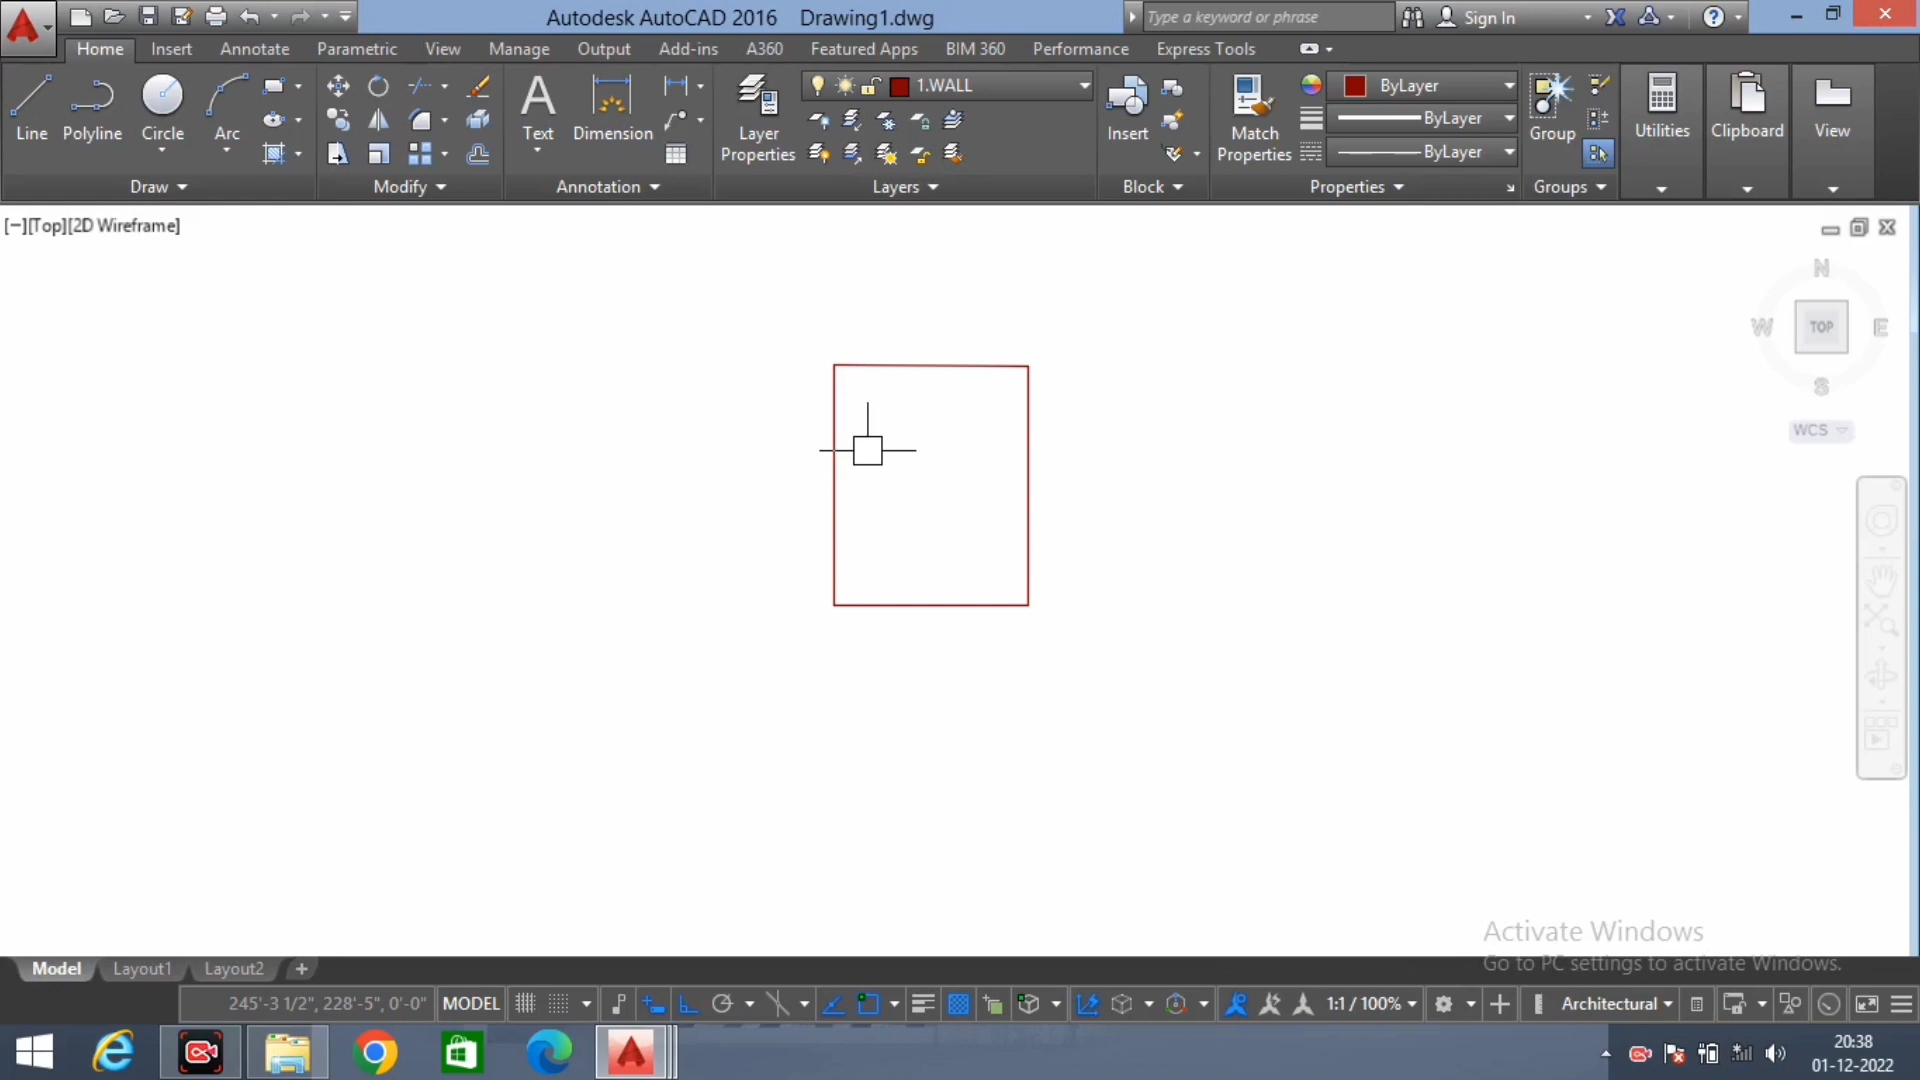 Autodesk AutoCAD 2016 Drawing1.dwg
Type a keyword or phrase
Sign In
Home Insert Annotate Parametric View Manage Output Add-ins A360 Featured Apps BIM 360 Performance Express Tools
Line Polyline Circle Arc
Text Dimension
Layer Properties
1.WALL
Insert
Match Properties
ByLayer
ByLayer
ByLayer
Group
Utilities
Clipboard
View
Draw Modify Annotation Layers Block Properties Groups
[−][Top][2D Wireframe]
N
W TOP E
S
WCS
Activate Windows
Go to PC settings to activate Windows.
Model Layout1 Layout2 +
245'-3 1/2", 228'-5", 0'-0" MODEL 1:1 / 100% Architectural
20:38
01-12-2022